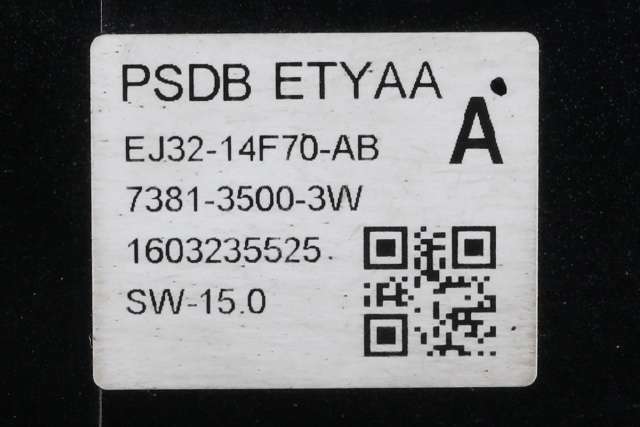 PSDB ETYAA
A
EJ32-14F70-AB
7381-3500-3W
1603235525
SW-15.0